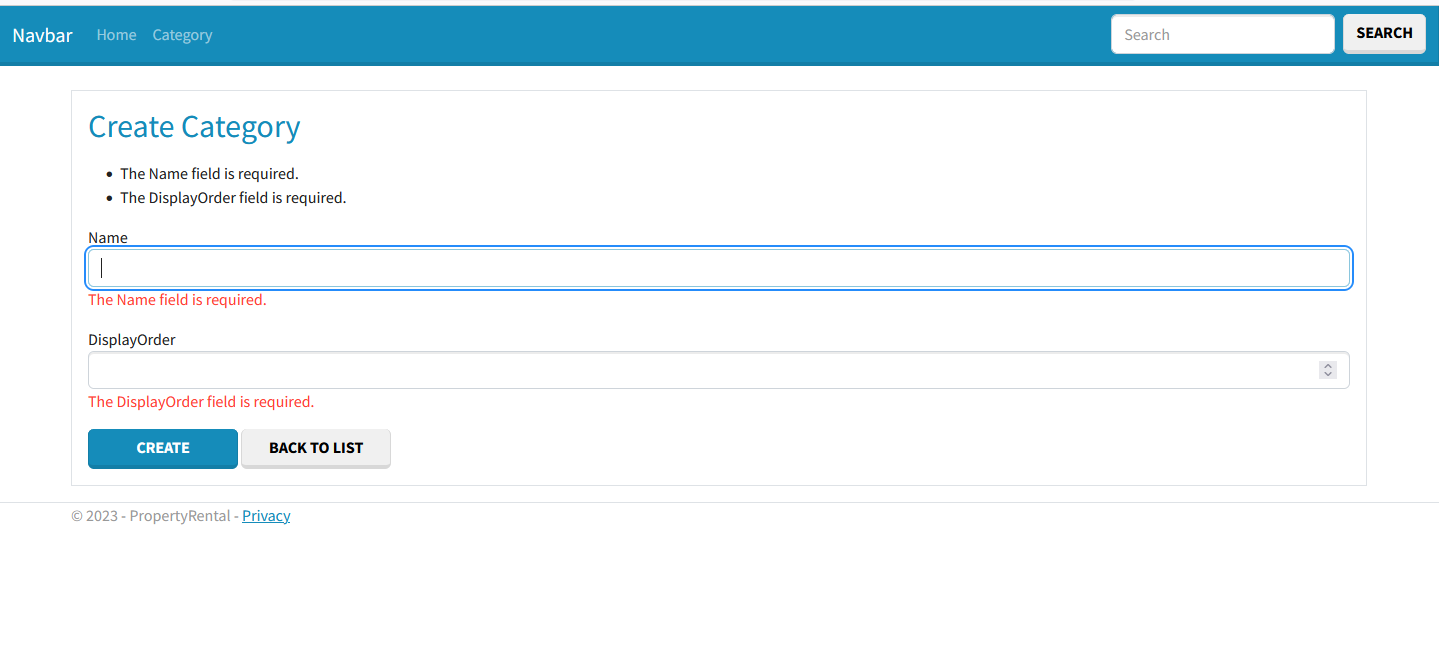 Navbar Home Category Search SEARCH
Create Category
The Name field is required.
The DisplayOrder field is required.
Name
The Name field is required.
DisplayOrder
The DisplayOrder field is required.
CREATE BACK TO LIST
© 2023 - PropertyRental - Privacy